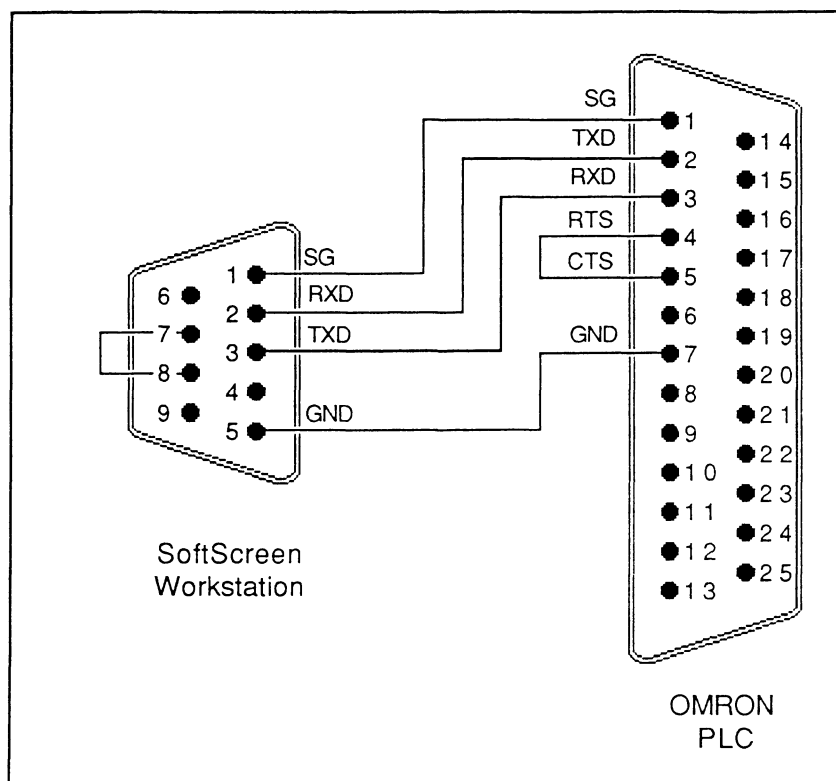 SG
TXD
RXD
RTS
CTS
GND
1
2
3
4
5
6
7
8
9
10
11
12
13
14
15
16
17
18
19
20
21
22
23
24
25
SG
RXD
TXD
GND
1
2
3
4
5
6
7
8
9
SoftScreen
Workstation
OMRON
PLC